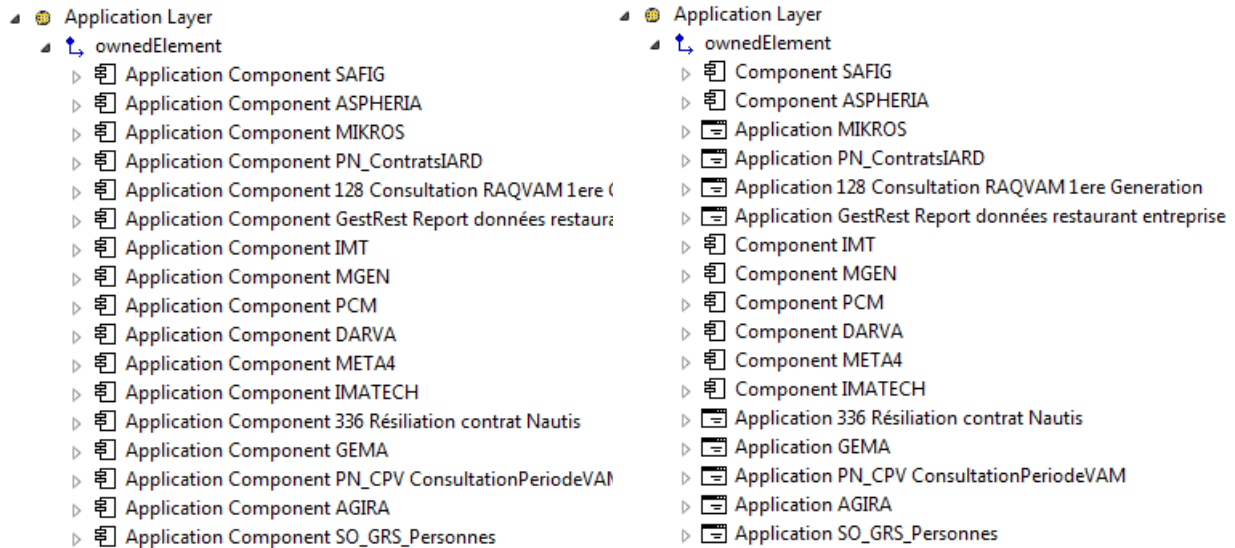 Application Layer
ownedElement
Application Component SAFIG
Application Component ASPHERIA
Application Component MIKROS
Application Component PN_ContratsIARD
Application Component 128 Consultation RAQVAM 1ere
Application Component GestRest Report données restaura
Application Component IMT
Application Component MGEN
Application Component PCM
Application Component DARVA
Application Component META4
Application Component IMATECH
Application Component 336 Résiliation contrat Nautis
Application Component GEMA
Application Component PN_CPV ConsultationPeriodeVAM
Application Component AGIRA
Application Component SO_GRS_Personnes
Application Layer
ownedElement
Component SAFIG
Component ASPHERIA
Application MIKROS
Application PN_ContratsIARD
Application 128 Consultation RAQVAM 1ere Generation
Application GestRest Report données restaurant entreprise
Component IMT
Component MGEN
Component PCM
Component DARVA
Component META4
Component IMATECH
Application 336 Résiliation contrat Nautis
Application GEMA
Application PN_CPV ConsultationPeriodeVAM
Application AGIRA
Application SO_GRS_Personnes